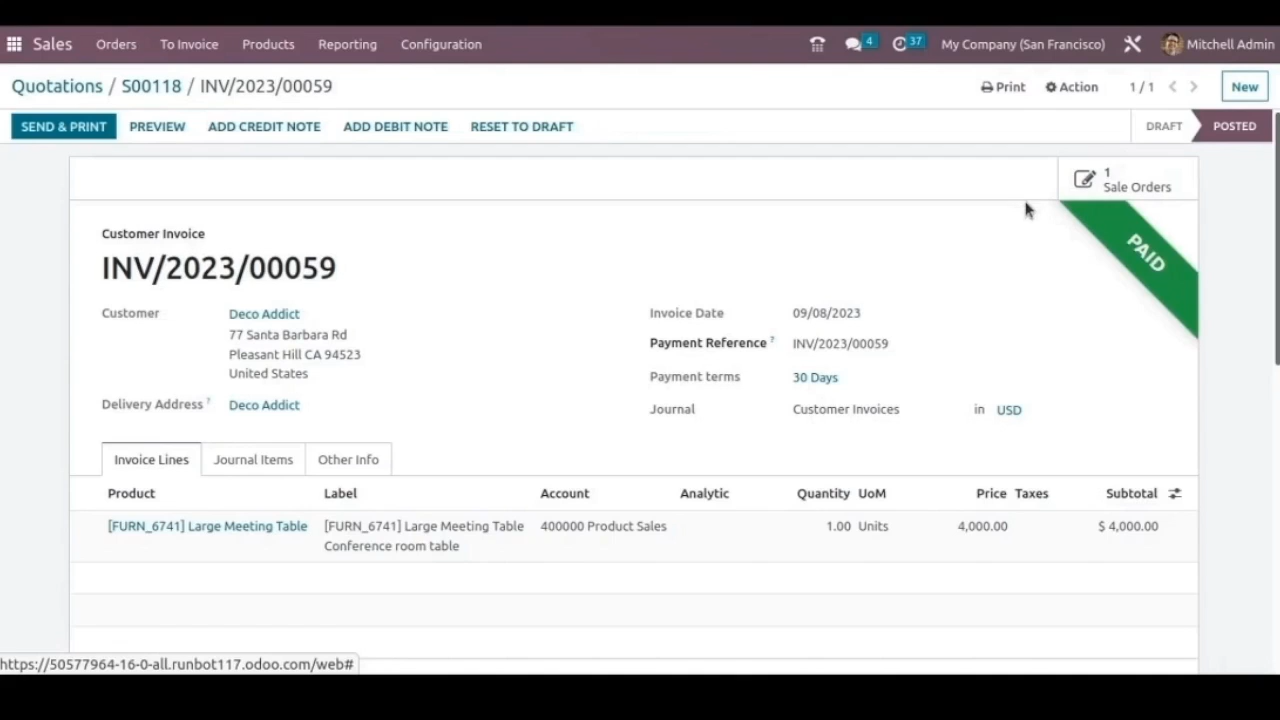 Sales Orders To Invoice Products Reporting Configuration 4 37 My Company (San Francisco) Mitchell Admin
Quotations / S00118 / INV/2023/00059 Print Action 1 / 1 New
SEND & PRINT PREVIEW ADD CREDIT NOTE ADD DEBIT NOTE RESET TO DRAFT DRAFT POSTED
1
Sale Orders
PAID
Customer Invoice
INV/2023/00059
Customer Deco Addict Invoice Date 09/08/2023
77 Santa Barbara Rd
Pleasant Hill CA 94523 Payment Reference ? INV/2023/00059
United States Payment terms 30 Days
Delivery Address ? Deco Addict Journal Customer Invoices in USD
Invoice Lines Journal Items Other Info
Product Label Account Analytic Quantity UoM Price Taxes Subtotal
[FURN_6741] Large Meeting Table [FURN_6741] Large Meeting Table 400000 Product Sales 1.00 Units 4,000.00 $ 4,000.00
Conference room table
https://50577964-16-0-all.runbot117.odoo.com/web#